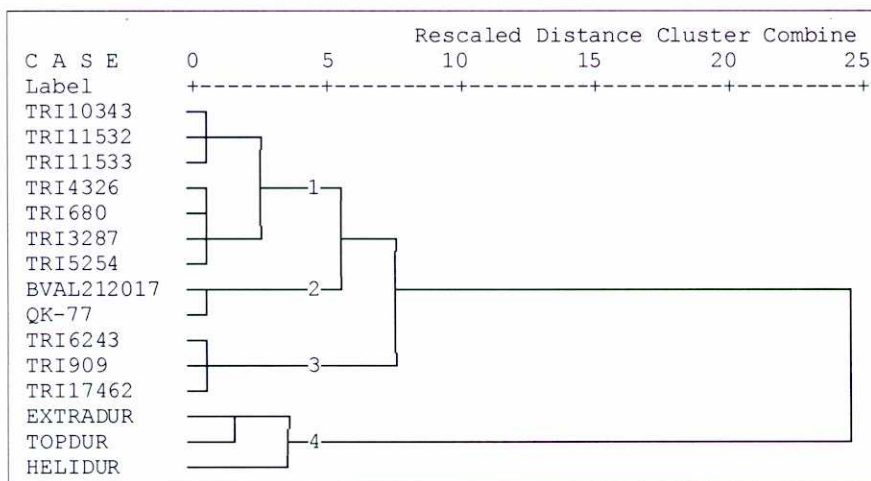 Rescaled Distance Cluster Combine
C A S E 0 5 10 15 20 25
Label +---------+---------+---------+---------+---------+
TRI10343
TRI11532
TRI11533
TRI4326 1
TRI680
TRI3287
TRI5254
BVAL212017 2
QK-77
TRI6243
TRI909 3
TRI17462
EXTRADUR
TOPDUR 4
HELIDUR